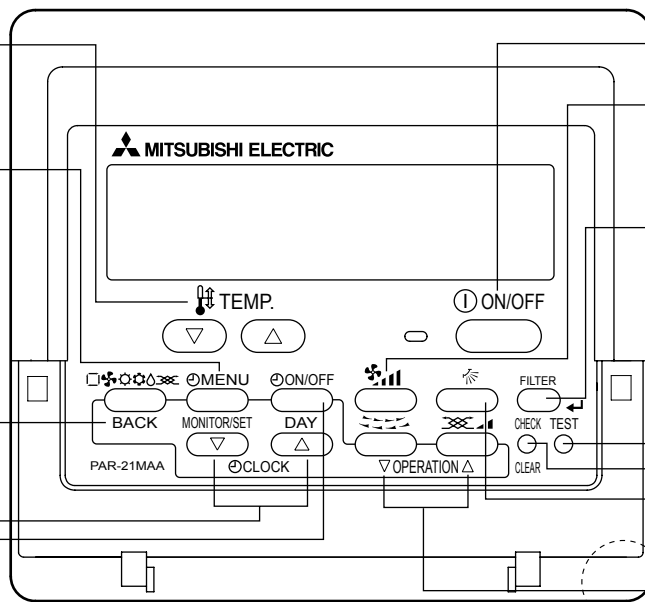 MITSUBISHI ELECTRIC
TEMP. ON/OFF
MENU ON/OFF FILTER
BACK MONITOR/SET DAY CHECK TEST
PAR-21MAA CLOCK OPERATION CLEAR